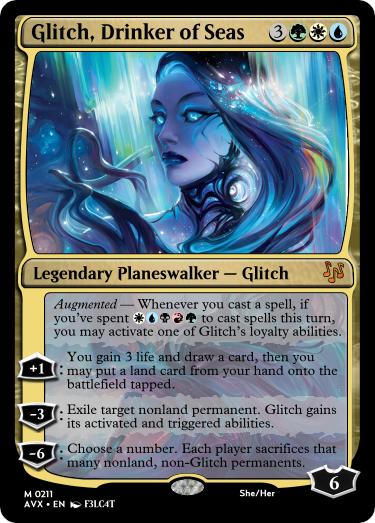 Glitch, Drinker of Seas 3
Legendary Planeswalker — Glitch
Augmented — Whenever you cast a spell, if
you've spent to cast spells this turn,
you may activate one of Glitch's loyalty abilities.
+1: You gain 3 life and draw a card, then you
may put a land card from your hand onto the
battlefield tapped.
-3: Exile target nonland permanent. Glitch gains
its activated and triggered abilities.
-6: Choose a number. Each player sacrifices that
many nonland, non-Glitch permanents.
6
M 0211
AVX • EN F3LC4T
She/Her